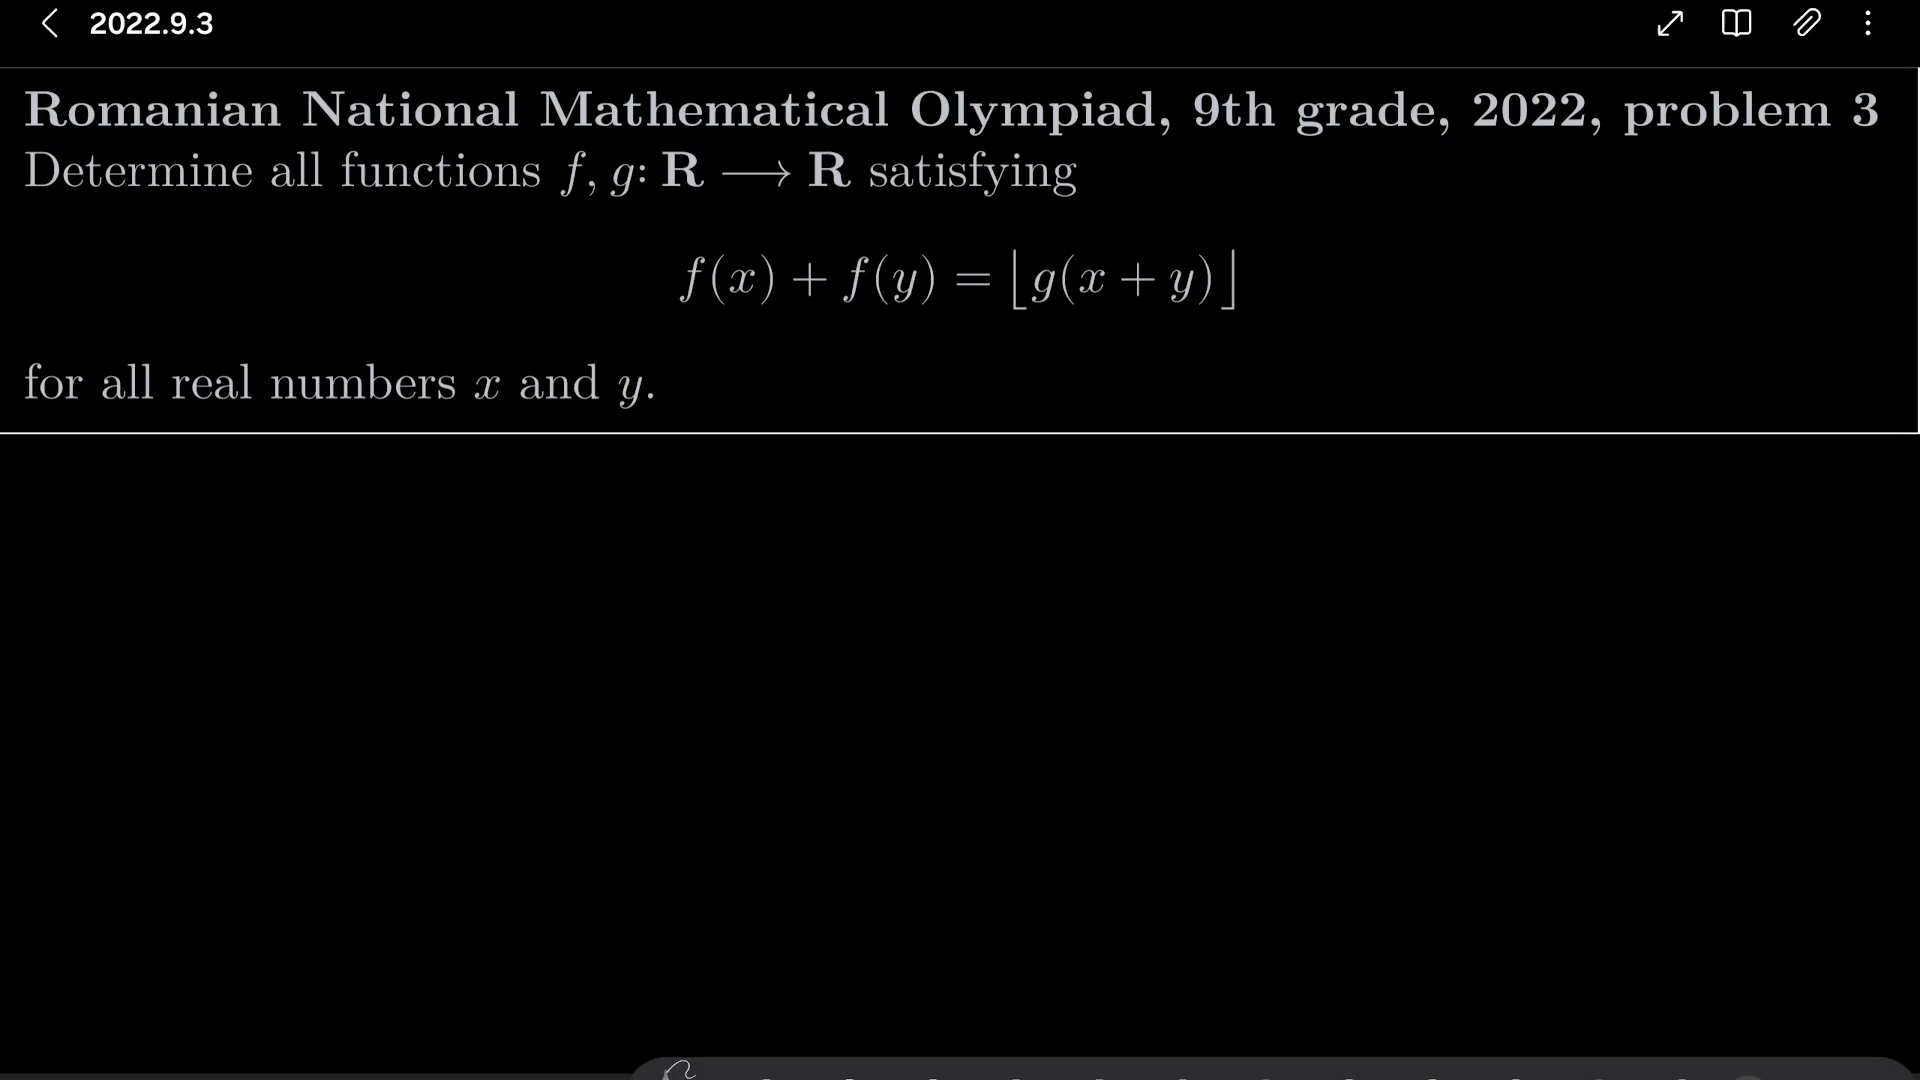 2022.9.3
Romanian National Mathematical Olympiad, 9th grade, 2022, problem 3
Determine all functions f, g: R ⟶ R satisfying
f(x) + f(y) = ⌊g(x + y)⌋
for all real numbers x and y.